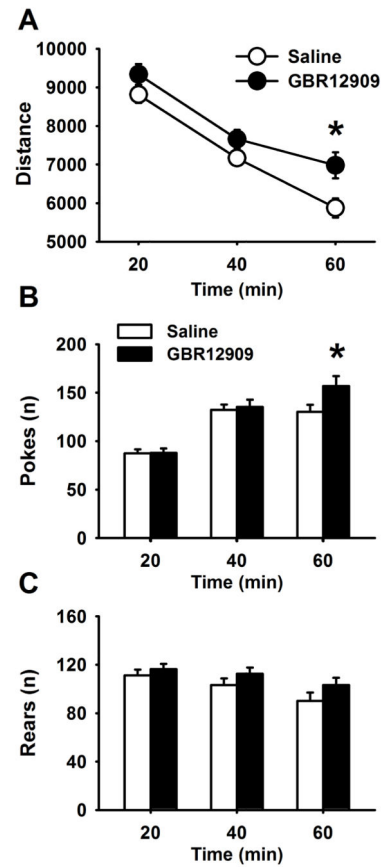 A
10000
Saline
9000
GBR12909
Distance
8000
*
7000
6000
5000
20 40 60
Time (min)
B
Saline
200
GBR12909
*
150
Pokes (n)
100
50
0
20 40 60
Time (min)
C
160
120
Rears (n)
80
40
0
20 40 60
Time (min)